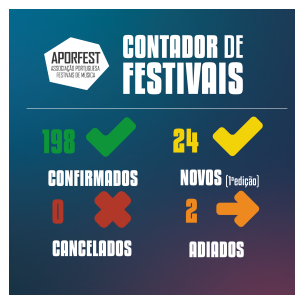 APORFEST
ASSOCIAÇÃO PORTUGUESA
FESTIVAIS DE MÚSICA
CONTADOR DE
FESTIVAIS
198
CONFIRMADOS
24
NOVOS (1ªedição)
0
CANCELADOS
2
ADIADOS